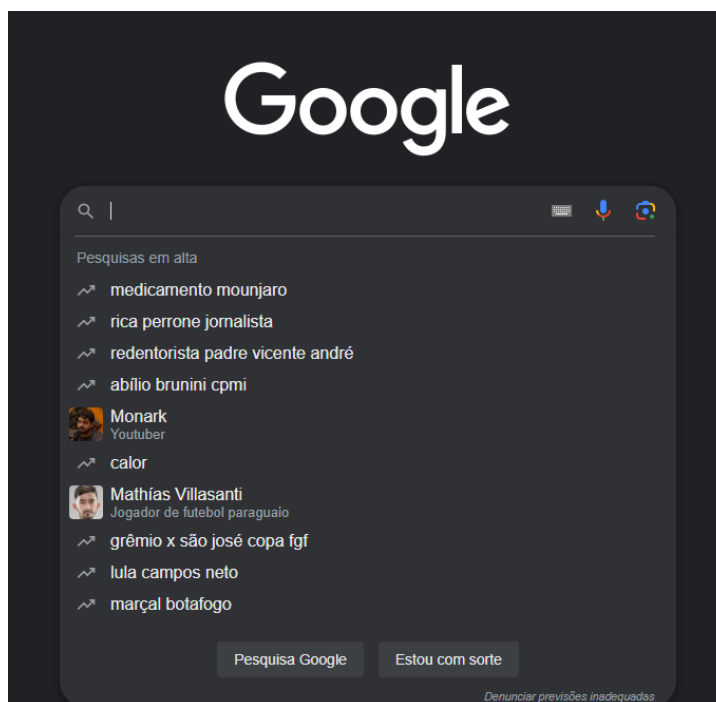 Google
Pesquisas em alta
medicamento mounjaro
rica perrone jornalista
redentorista padre vicente andré
abílio brunini cpmi
Monark
Youtuber
calor
Mathías Villasanti
Jogador de futebol paraguaio
grêmio x são josé copa fgf
lula campos neto
marçal botafogo
Pesquisa Google Estou com sorte
Denunciar previsões inadequadas